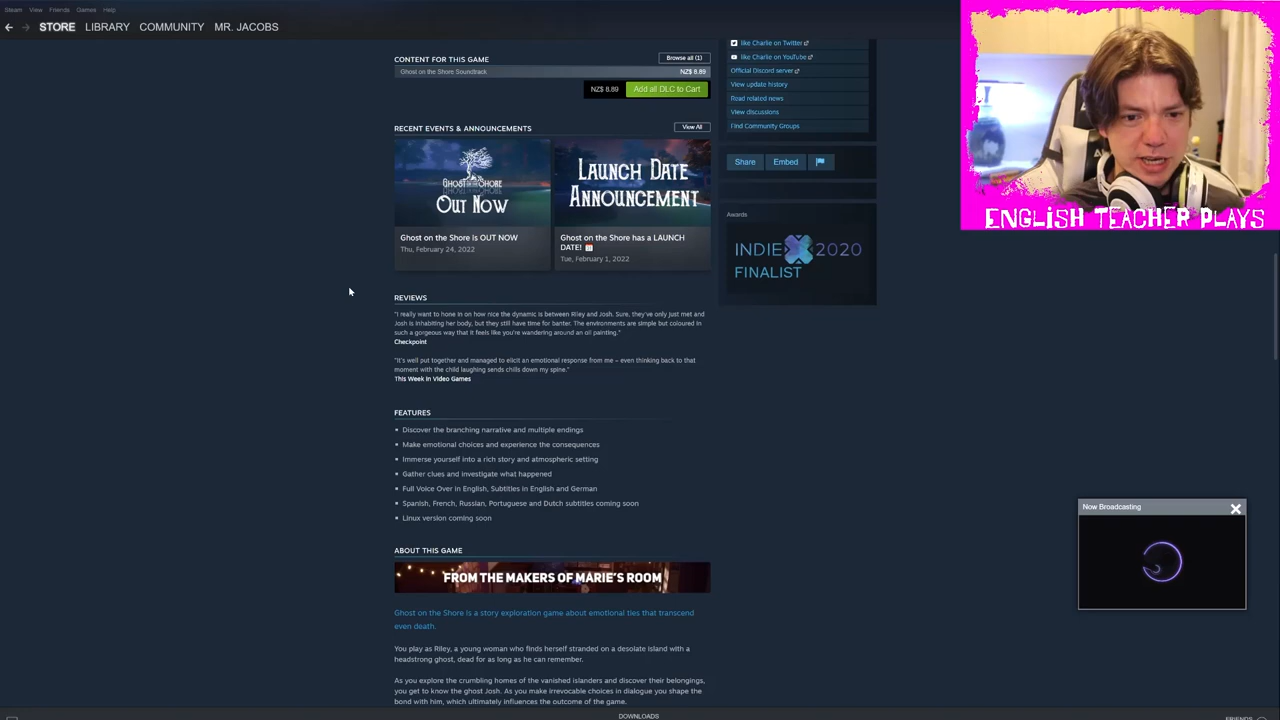 Steam View Friends Games Help
STORE LIBRARY COMMUNITY MR. JACOBS
CONTENT FOR THIS GAME
Browse all (1)
Ghost on the Shore Soundtrack
NZ$ 8.89
NZ$ 8.89
Add all DLC to Cart
RECENT EVENTS & ANNOUNCEMENTS
View All
GHOST ON THE SHORE
OUT NOW
Ghost on the Shore is OUT NOW
Thu, February 24, 2022
LAUNCH DATE
ANNOUNCEMENT
Ghost on the Shore has a LAUNCH
DATE! 📅
Tue, February 1, 2022
REVIEWS
"I really want to hone in on how nice the dynamic is between Riley and Josh. Sure, they've only just met and
Josh is inhabiting her body, but they still have time for banter. The environments are simple but coloured in
such a gorgeous way that it feels like you're wandering around an oil painting."
Checkpoint
"It's well put together and managed to elicit an emotional response from me – even thinking back to that
moment with the child laughing sends chills down my spine."
This Week in Video Games
FEATURES
Discover the branching narrative and multiple endings
Make emotional choices and experience the consequences
Immerse yourself into a rich story and atmospheric setting
Gather clues and investigate what happened
Full Voice Over in English, Subtitles in English and German
Spanish, French, Russian, Portuguese and Dutch subtitles coming soon
Linux version coming soon
ABOUT THIS GAME
FROM THE MAKERS OF MARIE'S ROOM
Ghost on the Shore is a story exploration game about emotional ties that transcend
even death.
You play as Riley, a young woman who finds herself stranded on a desolate island with a
headstrong ghost, dead for as long as he can remember.
As you explore the crumbling homes of the vanished islanders and discover their belongings,
you get to know the ghost Josh. As you make irrevocable choices in dialogue you shape the
bond with him, which ultimately influences the outcome of the game.
like Charlie on Twitter
like Charlie on YouTube
Official Discord server
View update history
Read related news
View discussions
Find Community Groups
Share
Embed
Awards
INDIE X 2020
FINALIST
ENGLISH TEACHER PLAYS
Now Broadcasting
DOWNLOADS